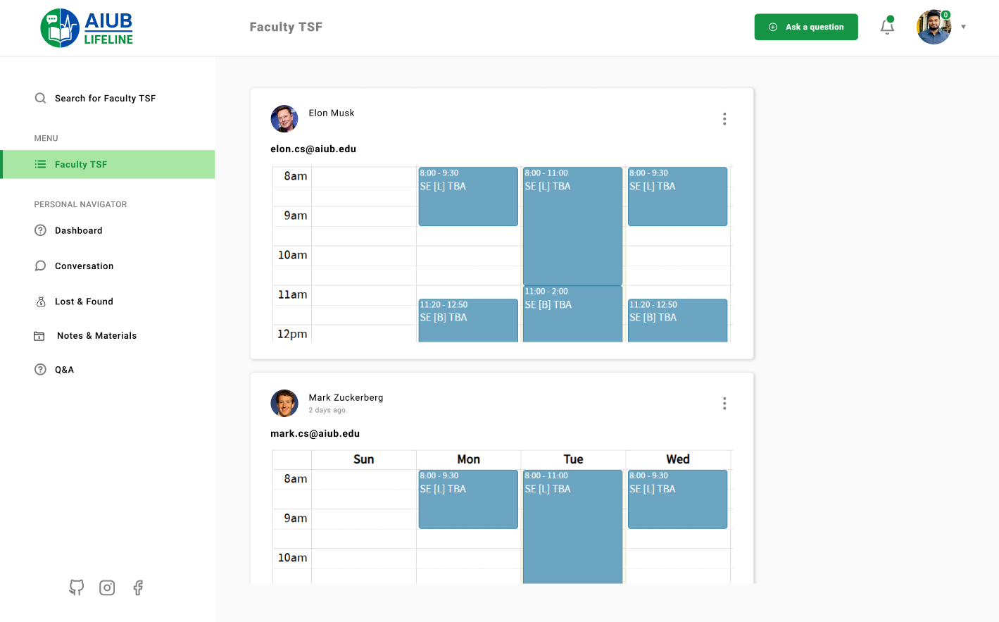 AIUB
LIFELINE
Faculty TSF
Ask a question
0
Search for Faculty TSF
MENU
Faculty TSF
PERSONAL NAVIGATOR
Dashboard
Conversation
Lost & Found
Notes & Materials
Q&A
Elon Musk
elon.cs@aiub.edu
8am
9am
10am
11am
12pm
8:00 - 9:30
SE [L] TBA
11:20 - 12:50
SE [B] TBA
8:00 - 11:00
SE [L] TBA
11:00 - 2:00
SE [B] TBA
8:00 - 9:30
SE [L] TBA
11:20 - 12:50
SE [B] TBA
Mark Zuckerberg
2 days ago
mark.cs@aiub.edu
Sun Mon Tue Wed
8am
9am
10am
8:00 - 9:30
SE [L] TBA
8:00 - 11:00
SE [L] TBA
8:00 - 9:30
SE [L] TBA